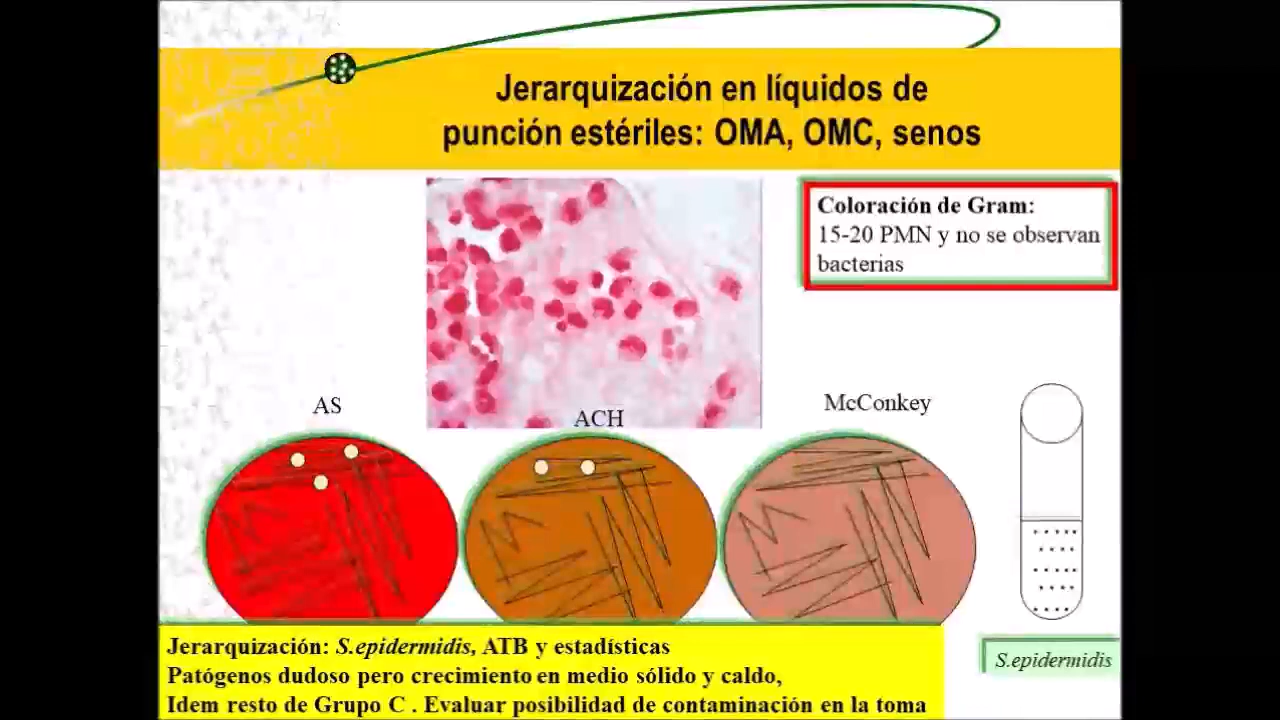 Jerarquización en líquidos de
punción estériles: OMA, OMC, senos
Coloración de Gram:
15-20 PMN y no se observan
bacterias
AS
ACH
McConkey
S.epidermidis
Jerarquización: S.epidermidis, ATB y estadísticas
Patógenos dudoso pero crecimiento en medio sólido y caldo,
Idem resto de Grupo C . Evaluar posibilidad de contaminación en la toma